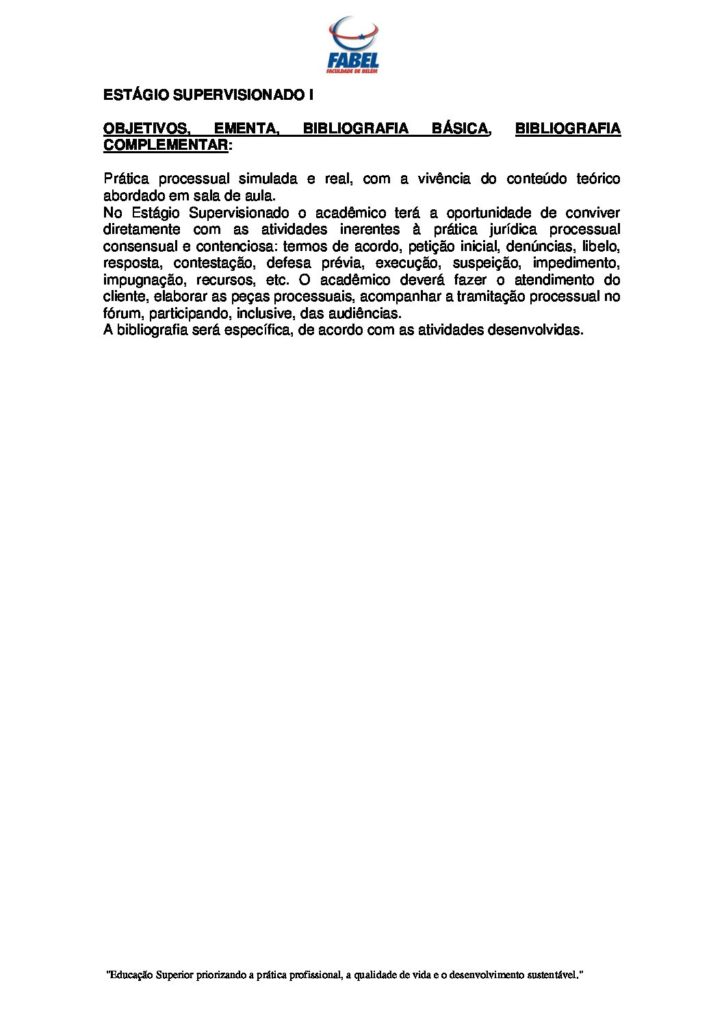 FABEL
FACULDADE DE BELÉM
ESTÁGIO SUPERVISIONADO I
OBJETIVOS, EMENTA, BIBLIOGRAFIA BÁSICA, BIBLIOGRAFIA
COMPLEMENTAR:
Prática processual simulada e real, com a vivência do conteúdo teórico
abordado em sala de aula.
No Estágio Supervisionado o acadêmico terá a oportunidade de conviver
diretamente com as atividades inerentes à prática jurídica processual
consensual e contenciosa: termos de acordo, petição inicial, denúncias, libelo,
resposta, contestação, defesa prévia, execução, suspeição, impedimento,
impugnação, recursos, etc. O acadêmico deverá fazer o atendimento do
cliente, elaborar as peças processuais, acompanhar a tramitação processual no
fórum, participando, inclusive, das audiências.
A bibliografia será específica, de acordo com as atividades desenvolvidas.
"Educação Superior priorizando a prática profissional, a qualidade de vida e o desenvolvimento sustentável."